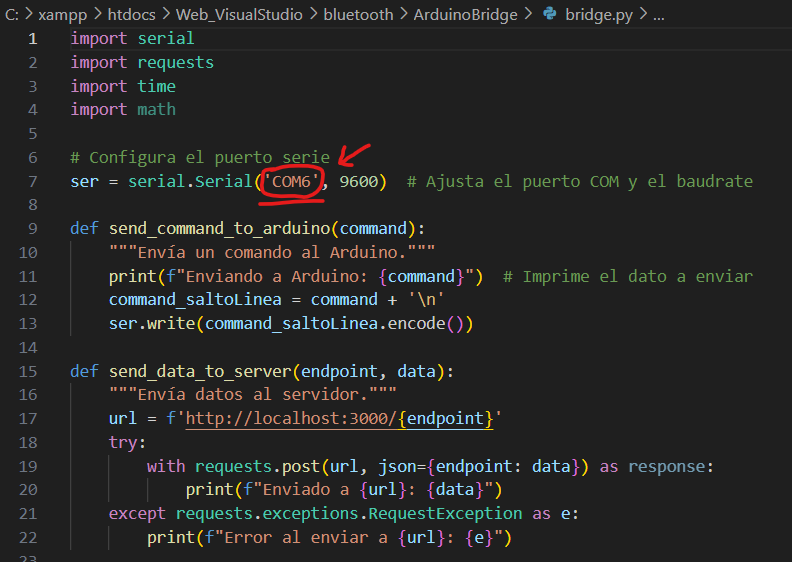 C: > xampp > htdocs > Web_VisualStudio > bluetooth > ArduinoBridge > bridge.py > ...
1 import serial
2 import requests
3 import time
4 import math
5
6 # Configura el puerto serie
7 ser = serial.Serial('COM6', 9600)  # Ajusta el puerto COM y el baudrate
8
9 def send_command_to_arduino(command):
10     """Envía un comando al Arduino."""
11     print(f"Enviando a Arduino: {command}")  # Imprime el dato a enviar
12     command_saltoLinea = command + '\n'
13     ser.write(command_saltoLinea.encode())
14
15 def send_data_to_server(endpoint, data):
16     """Envía datos al servidor."""
17     url = f'http://localhost:3000/{endpoint}'
18     try:
19         with requests.post(url, json={endpoint: data}) as response:
20             print(f"Enviado a {url}: {data}")
21     except requests.exceptions.RequestException as e:
22         print(f"Error al enviar a {url}: {e}")
23